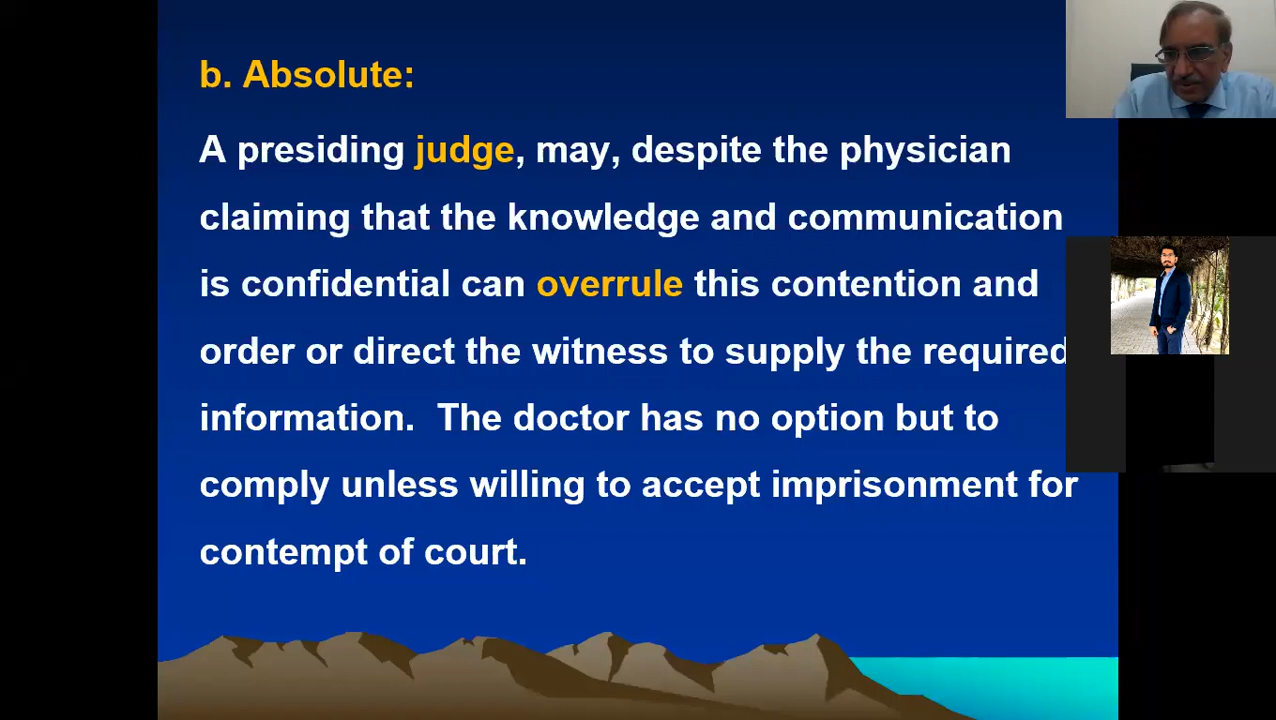 b. Absolute:
A presiding judge, may, despite the physician
claiming that the knowledge and communication
is confidential can overrule this contention and
order or direct the witness to supply the required
information.  The doctor has no option but to
comply unless willing to accept imprisonment for
contempt of court.